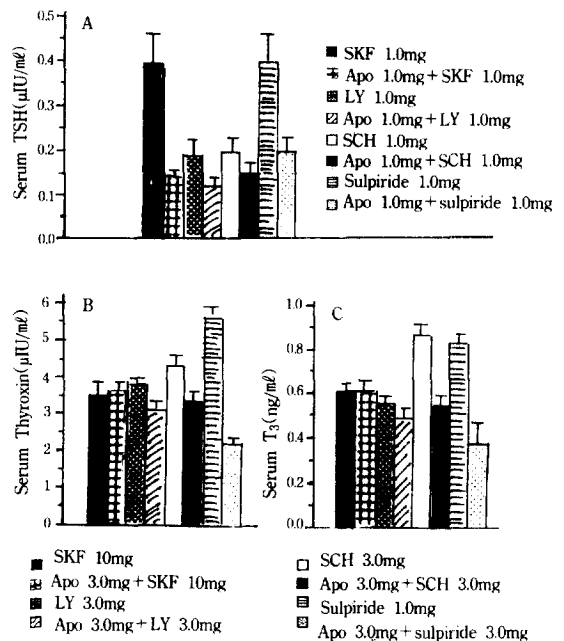 A
0.5
0.4
0.3
0.2
0.1
0.0
Serum TSH(μIU/mℓ)
SKF 1.0mg
Apo 1.0mg+SKF 1.0mg
LY 1.0mg
Apo 1.0mg+LY 1.0mg
SCH 1.0mg
Apo 1.0mg+SCH 1.0mg
Sulpiride 1.0mg
Apo 1.0mg+sulpiride 1.0mg
B
6
5
4
3
2
1
0
Serum Thyroxin(μIU/mℓ)
C
1.0
0.8
0.6
0.4
0.2
0.0
Serum T₃(ng/mℓ)
SKF 10mg
Apo 3.0mg+SKF 10mg
LY 3.0mg
Apo 3.0mg+LY 3.0mg
SCH 3.0mg
Apo 3.0mg+SCH 3.0mg
Sulpiride 1.0mg
Apo 3.0mg+sulpiride 3.0mg